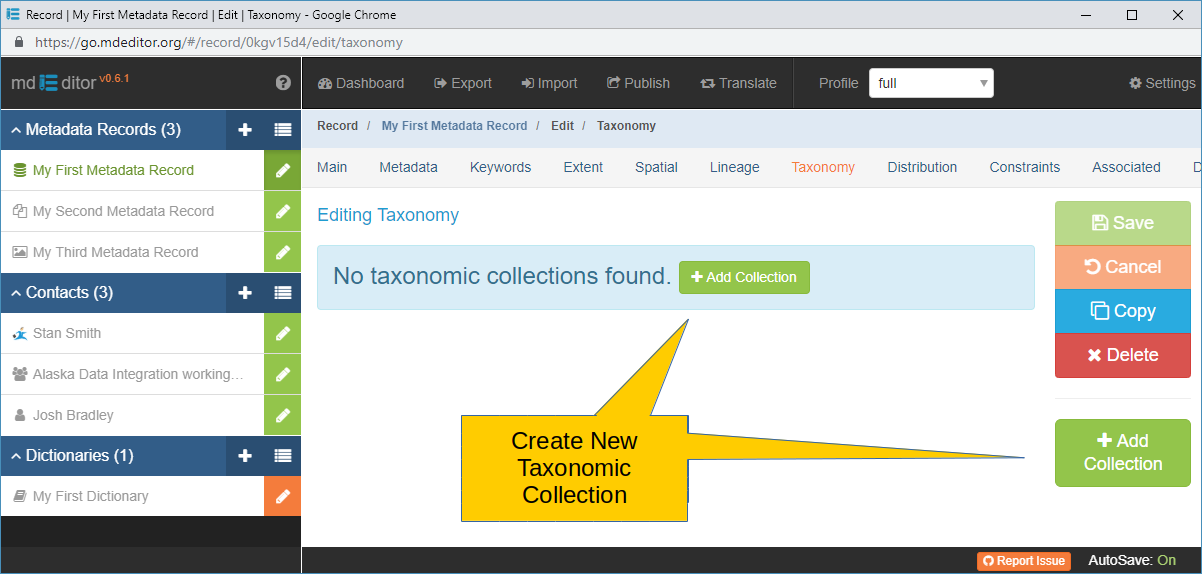 Record | My First Metadata Record | Edit | Taxonomy - Google Chrome
https://go.mdeditor.org/#/record/0kgv15d4/edit/taxonomy
md ditor v0.6.1
Dashboard Export Import Publish Translate Profile full Settings
Metadata Records (3)
My First Metadata Record
My Second Metadata Record
My Third Metadata Record
Contacts (3)
Stan Smith
Alaska Data Integration working...
Josh Bradley
Dictionaries (1)
My First Dictionary
Record / My First Metadata Record / Edit / Taxonomy
Main Metadata Keywords Extent Spatial Lineage Taxonomy Distribution Constraints Associated D
Editing Taxonomy
No taxonomic collections found. Add Collection
Create New
Taxonomic
Collection
Save
Cancel
Copy
Delete
Add
Collection
Report Issue AutoSave: On